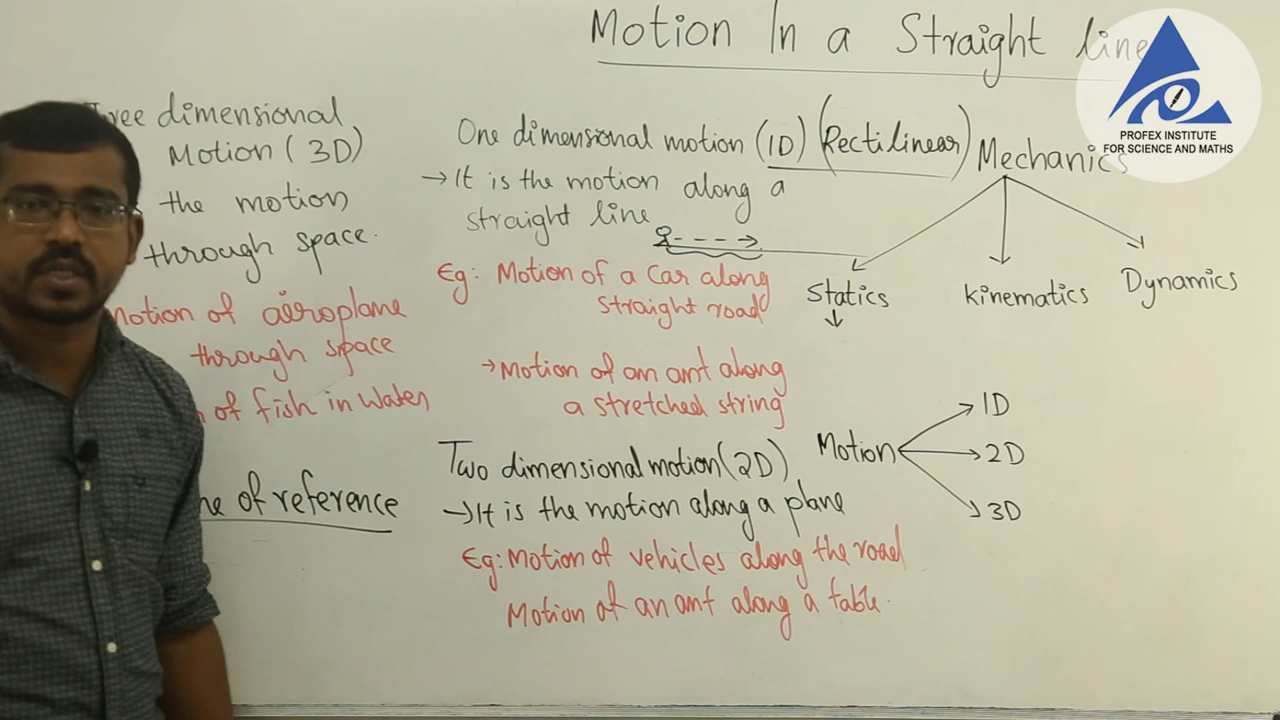 Motion In a Straight line
PROFEX INSTITUTE
FOR SCIENCE AND MATHS
dimensional
Motion (3D)
the motion
through space.
of aeroplane
through space
of fish in water
of reference
One dimensional motion (1D) (Rectilinear)
→ It is the motion along a
straight line
Eg: Motion of a Car along
straight road
→ Motion of an ant along
a stretched string
Two dimensional motion (2D)
→ It is the motion along a plane
Eg: Motion of vehicles along the road
Motion of an ant along a table.
Mechanics
Statics
kinematics
Dynamics
Motion
1D
2D
3D